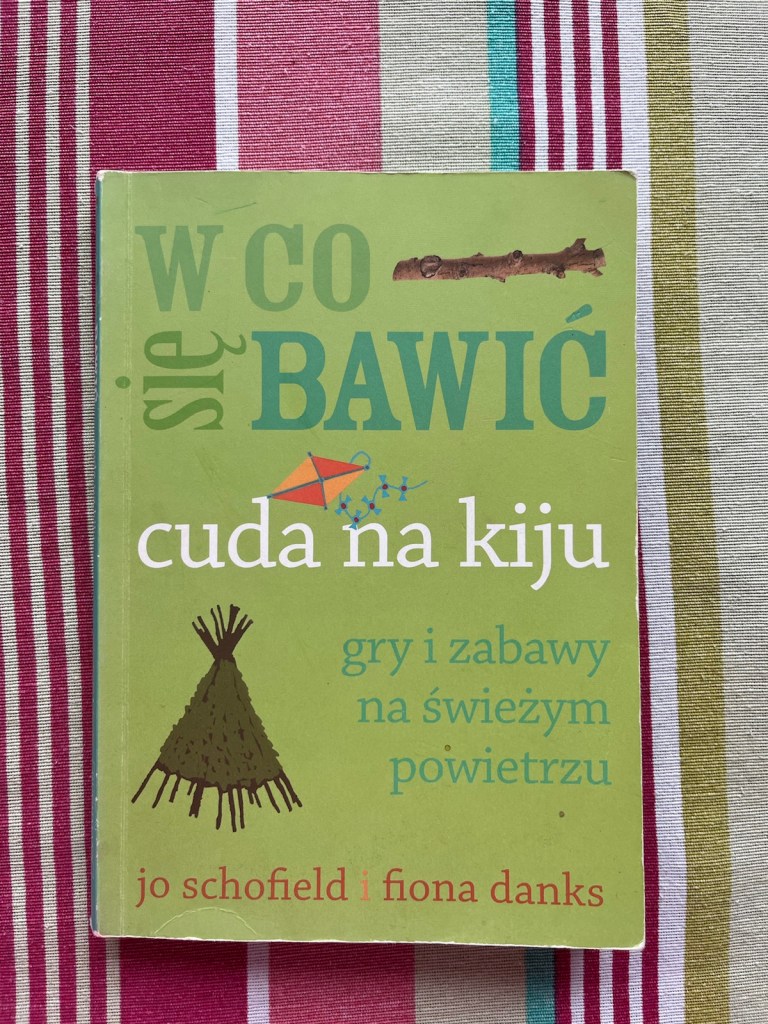 W CO
się BAWIĆ
cuda na kiju
gry i zabawy
na świeżym
powietrzu
jo schofield i fiona danks